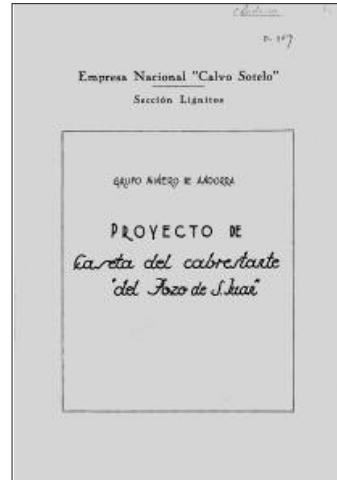 Empresa Nacional "Calvo Sotelo"
Sección Lignitos
GRUPO MINERO DE ANDORRA
PROYECTO DE
Caseta del cabrestante
"del Pozo de S. Juan"